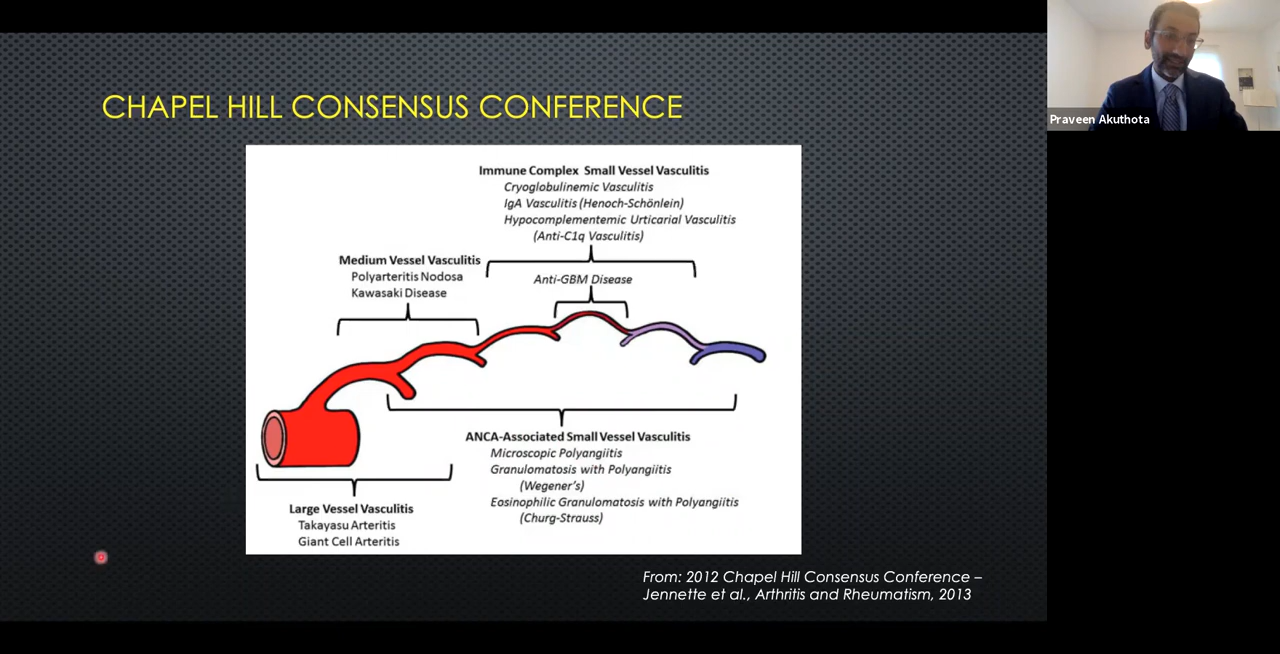 CHAPEL HILL CONSENSUS CONFERENCE
Praveen Akuthota
Immune Complex Small Vessel Vasculitis
Cryoglobulinemic Vasculitis
IgA Vasculitis (Henoch-Schönlein)
Hypocomplementemic Urticarial Vasculitis
(Anti-C1q Vasculitis)
Medium Vessel Vasculitis
Polyarteritis Nodosa
Kawasaki Disease
Anti-GBM Disease
ANCA-Associated Small Vessel Vasculitis
Microscopic Polyangiitis
Granulomatosis with Polyangiitis
(Wegener's)
Eosinophilic Granulomatosis with Polyangiitis
(Churg-Strauss)
Large Vessel Vasculitis
Takayasu Arteritis
Giant Cell Arteritis
From: 2012 Chapel Hill Consensus Conference –
Jennette et al., Arthritis and Rheumatism, 2013